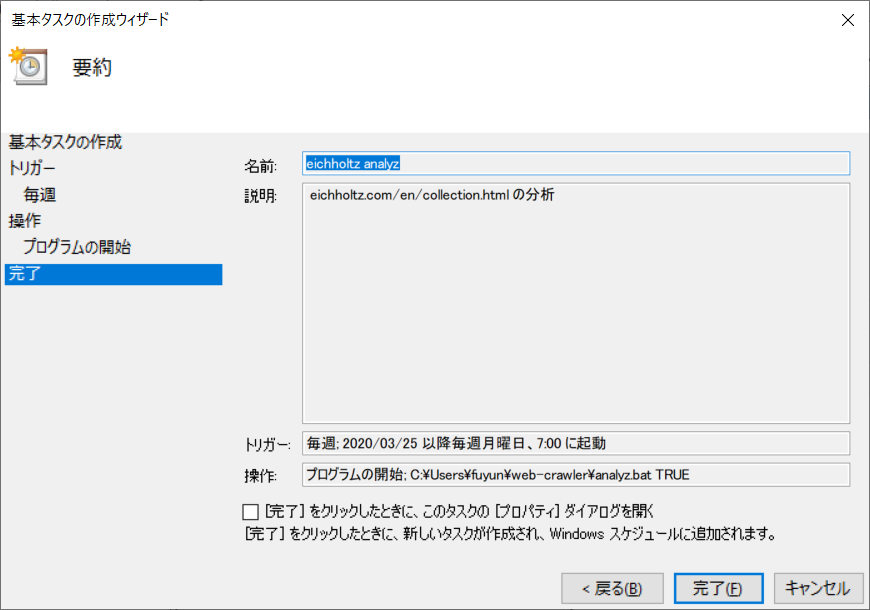 基本タスクの作成ウィザード
要約
基本タスクの作成
トリガー
毎週
操作
プログラムの開始
完了
名前: eichholtz analyz
説明: eichholtz.com/en/collection.html の分析
トリガー: 毎週; 2020/03/25 以降毎週月曜日、7:00 に起動
操作: プログラムの開始; C:¥Users¥fuyun¥web-crawler¥analyz.bat TRUE
[完了] をクリックしたときに、このタスクの [プロパティ] ダイアログを開く
[完了] をクリックしたときに、新しいタスクが作成され、Windows スケジュールに追加されます。
< 戻る(B) 完了(F) キャンセル